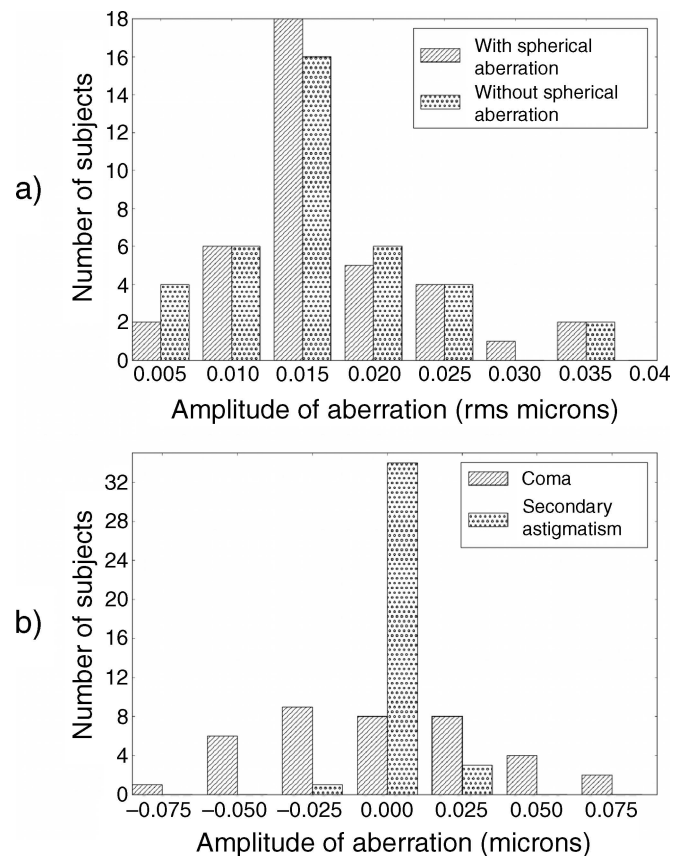 a)
Number of subjects
18
16
14
12
10
8
6
4
2
0
With spherical
aberration
Without spherical
aberration
0.005 0.010 0.015 0.020 0.025 0.030 0.035 0.04
Amplitude of aberration (rms microns)
b)
Number of subjects
32
28
24
20
16
12
8
4
0
Coma
Secondary
astigmatism
−0.075 −0.050 −0.025 0.000 0.025 0.050 0.075
Amplitude of aberration (microns)